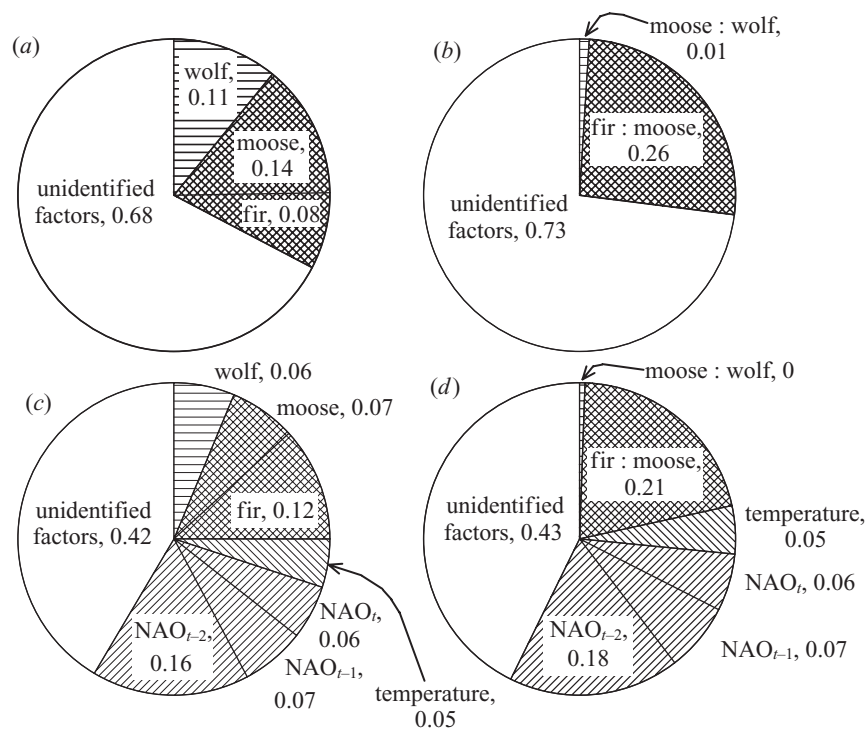 (a)
wolf,
0.11
moose,
0.14
fir, 0.08
unidentified
factors, 0.68
(b)
moose : wolf,
0.01
fir : moose,
0.26
unidentified
factors, 0.73
(c)
wolf, 0.06
moose, 0.07
fir, 0.12
unidentified
factors, 0.42
NAOt–2,
0.16
NAOt–1,
0.07
NAOt,
0.06
temperature,
0.05
(d)
moose : wolf, 0
fir : moose,
0.21
unidentified
factors, 0.43
temperature,
0.05
NAOt, 0.06
NAOt–1, 0.07
NAOt–2,
0.18